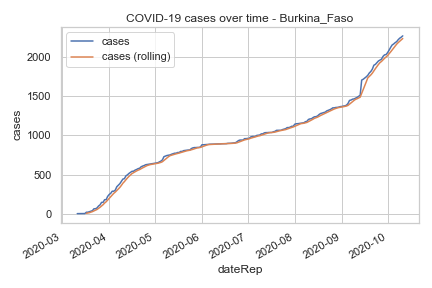 COVID-19 cases over time - Burkina_Faso
cases
cases (rolling)
cases
2000
1500
1000
500
0
2020-03
2020-04
2020-05
2020-06
2020-07
2020-08
2020-09
2020-10
dateRep